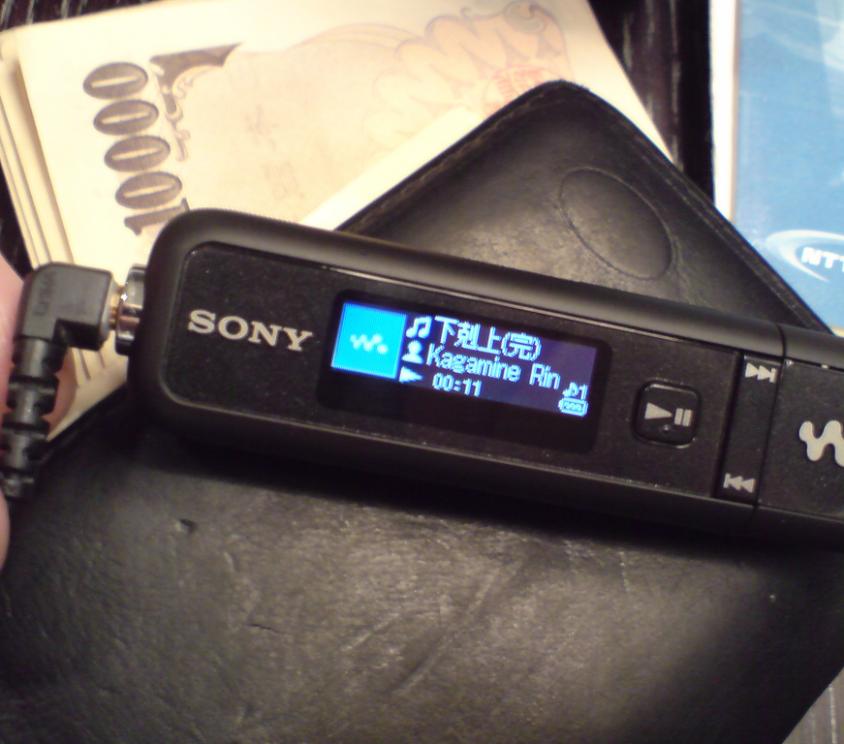 10000
SONY
下剋上(完)
Kagamine Rin
00:11
1
NTT